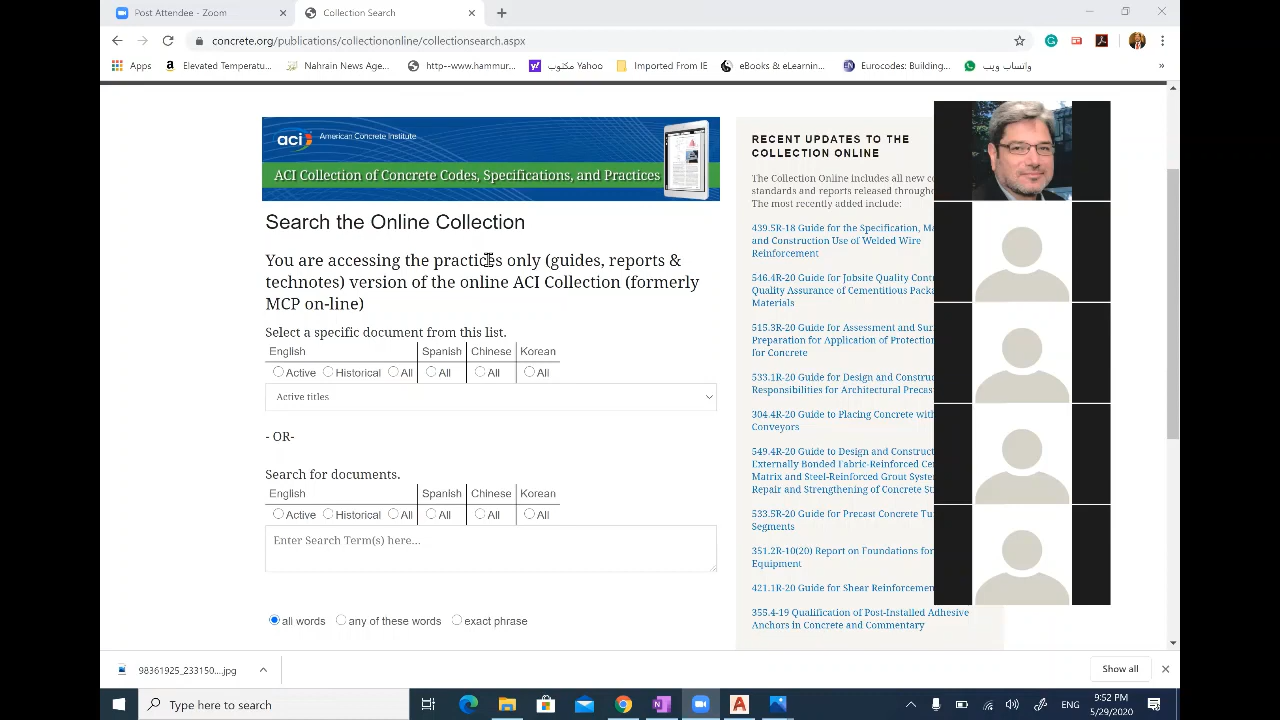 Post Attendee - Zoom
Collection Search
concrete.org/publications/collectiononline/collectionsearch.aspx
Apps
Elevated Temperatu...
Nahrain News Age...
http--www.hammur...
Yahoo مكتوب
Imported From IE
eBooks & eLearnin...
Eurocodes: Building...
واتساب ويب
»
aci American Concrete Institute
ACI Collection of Concrete Codes, Specifications, and Practices
Search the Online Collection
You are accessing the practices only (guides, reports &
technotes) version of the online ACI Collection (formerly
MCP on-line)
Select a specific document from this list.
English Spanish Chinese Korean
Active Historical All All All All
Active titles
- OR-
Search for documents.
English Spanish Chinese Korean
Active Historical All All All All
Enter Search Term(s) here...
all words any of these words exact phrase
RECENT UPDATES TO THE
COLLECTION ONLINE
The Collection Online includes all new
standards and reports released
The most recently added include:
439.5R-18 Guide for the Specification,
and Construction Use of Welded Wire
Reinforcement
546.4R-20 Guide for Jobsite Quality
Quality Assurance of Cementitious
Materials
515.3R-20 Guide for Assessment and
Preparation for Application of Protection
for Concrete
533.1R-20 Guide for Design and
Responsibilities for Architectural
304.4R-20 Guide to Placing Concrete with
Conveyors
549.4R-20 Guide to Design and
Externally Bonded Fabric-Reinforced
Matrix and Steel-Reinforced Grout
Repair and Strengthening of Concrete
533.5R-20 Guide for Precast Concrete
Segments
351.2R-10(20) Report on Foundations for
Equipment
421.1R-20 Guide for Shear Reinforcement
355.4-19 Qualification of Post-Installed Adhesive
Anchors in Concrete and Commentary
98361925_233150....jpg
Show all
Type here to search
ENG
9:52 PM
5/29/2020